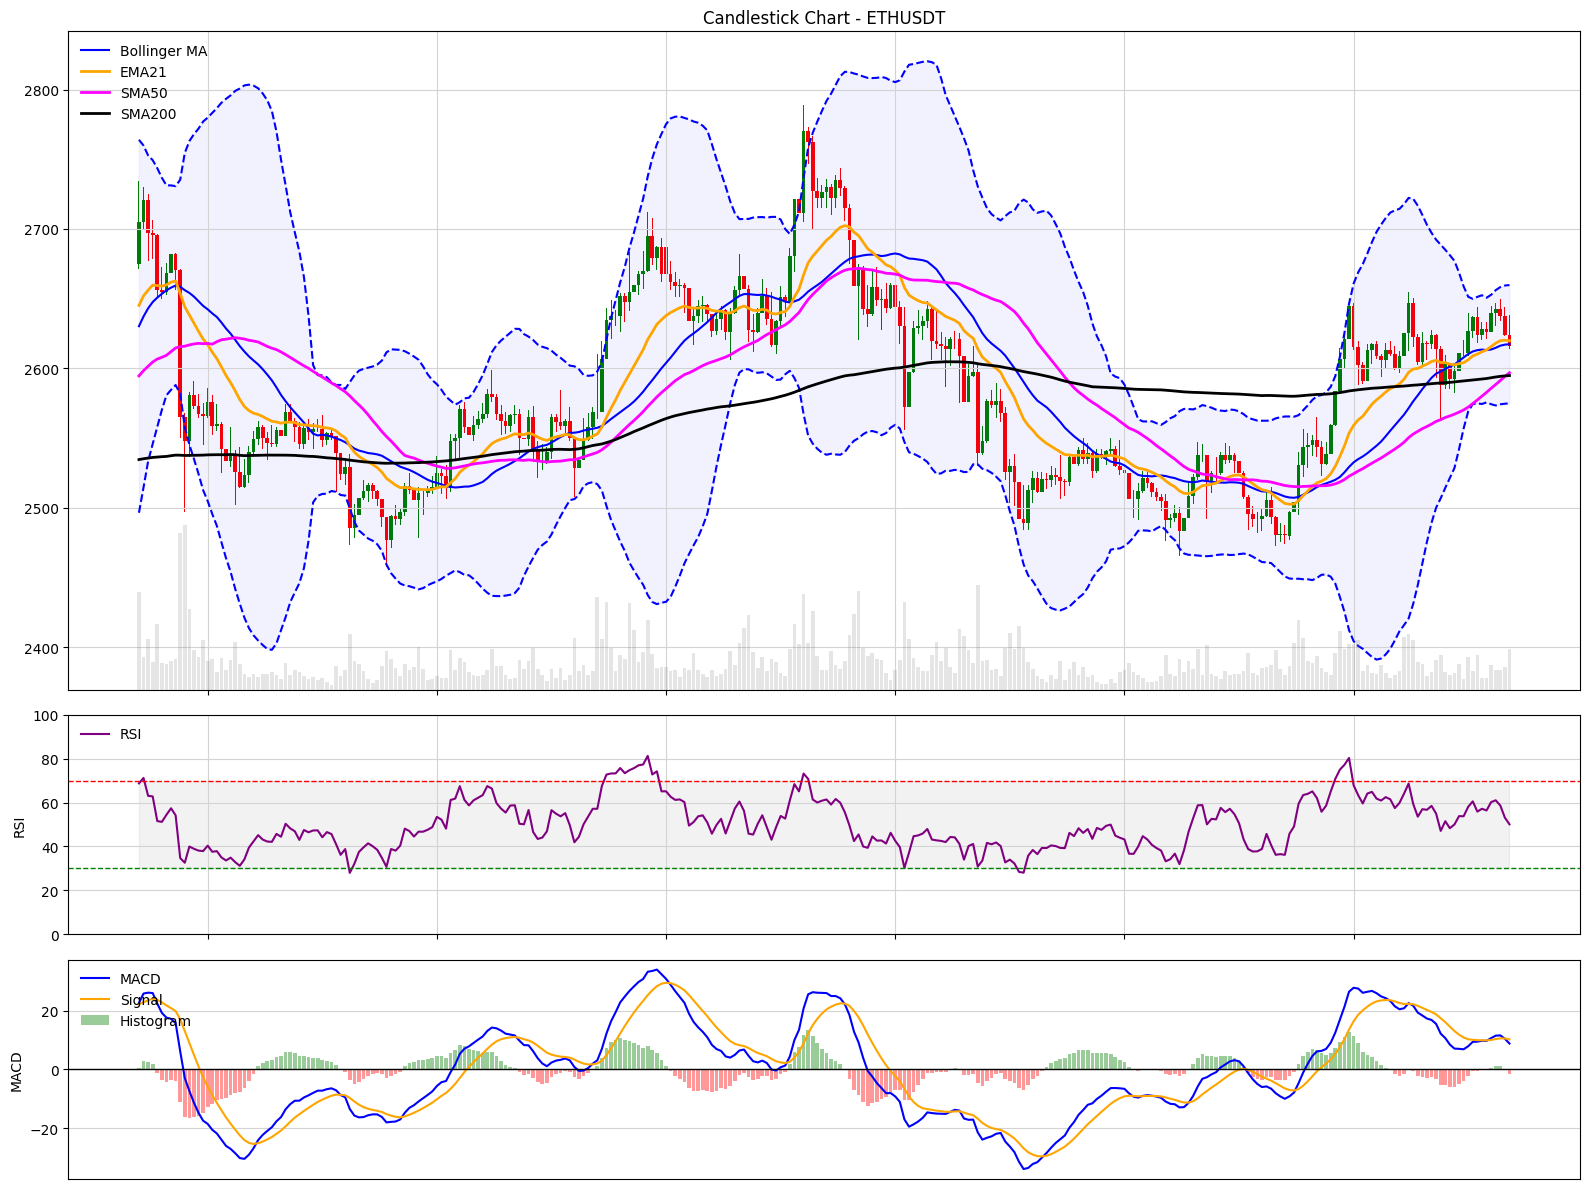 Candlestick Chart - ETHUSDT
Bollinger MA
EMA21
SMA50
SMA200
2800
2700
2600
2500
2400
RSI
100
80
60
40
20
0
RSI
MACD
Signal
Histogram
20
0
−20
MACD